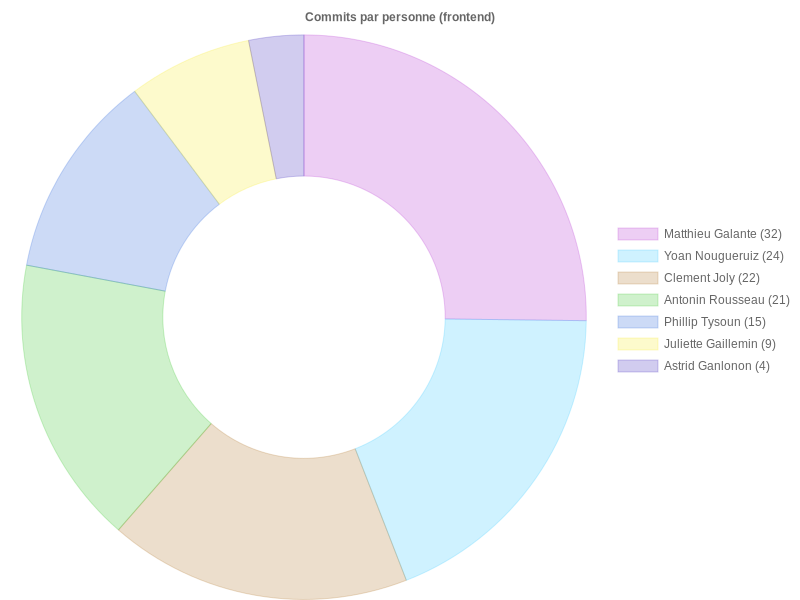 Commits par personne (frontend)
Matthieu Galante (32)
Yoan Nougueruiz (24)
Clement Joly (22)
Antonin Rousseau (21)
Phillip Tysoun (15)
Juliette Gaillemin (9)
Astrid Ganlonon (4)